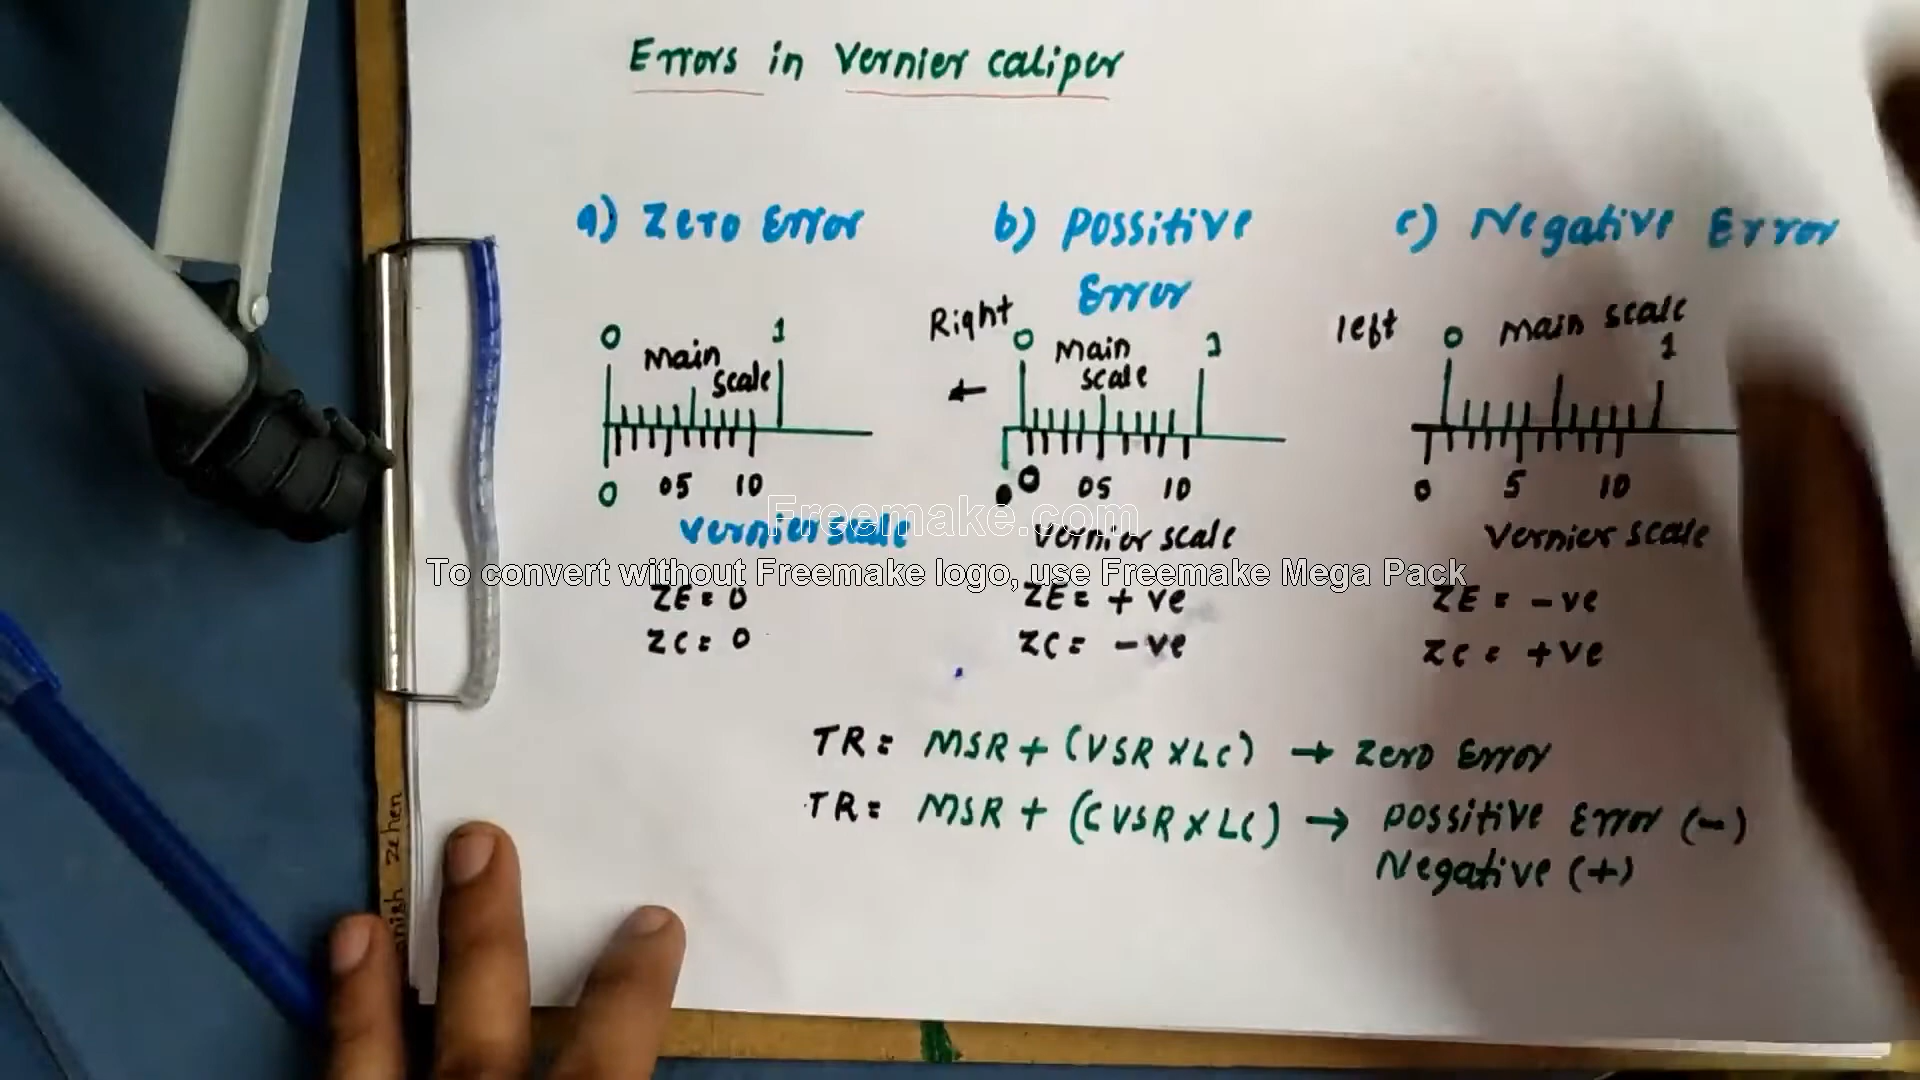 Errors in Vernier caliper
a) Zero Error
b) Possitive Error
c) Negative Error
0 Main scale 1
Right 0 Main scale 1
left 0 Main scale 1
←
0 05 10
0 05 10
0 5 10
Vernier scale
Vernier scale
Vernier scale
Freemake.com
To convert without Freemake logo, use Freemake Mega Pack
ZE = 0
ZC = 0
ZE = + ve
ZC = - ve
ZE = - ve
ZC = + ve
TR = MSR + (VSR X LC) → Zero Error
TR = MSR + (CVSR X LC) → Possitive Error (-)
Negative (+)